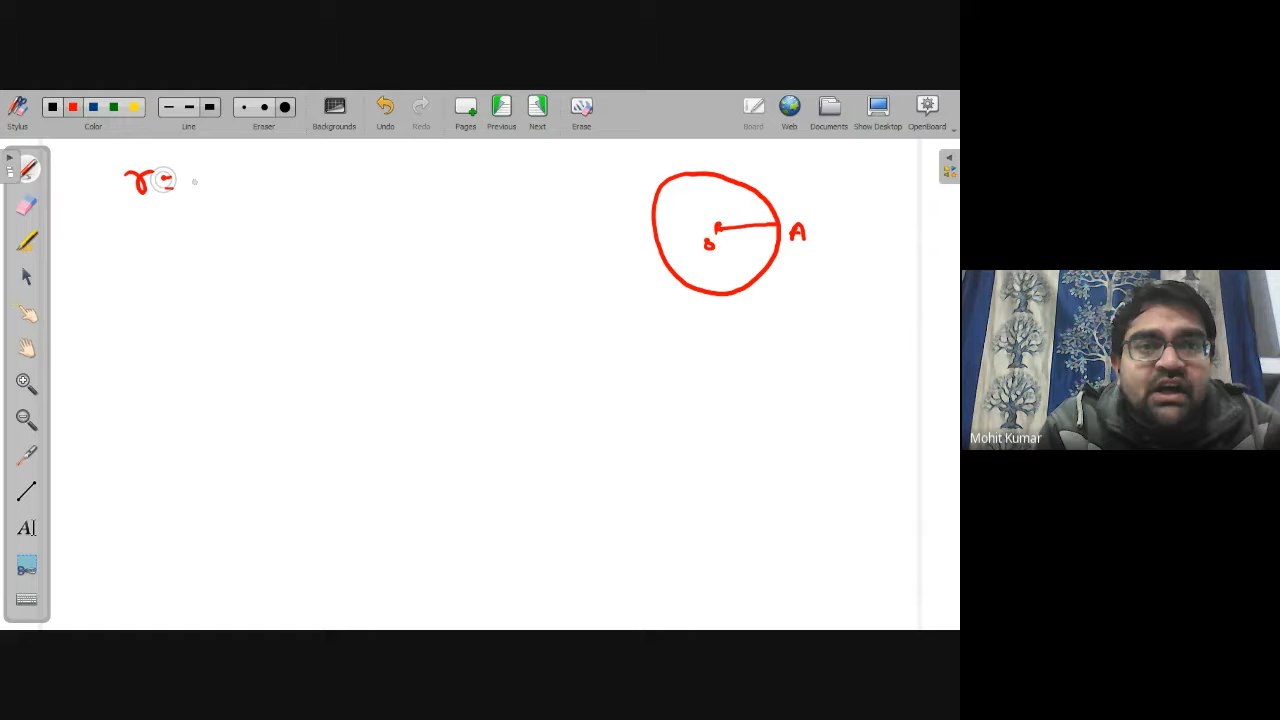 Stylus
Color
Line
Eraser
Backgrounds
Undo
Redo
Pages
Previous
Next
Erase
Board
Web
Documents
Show Desktop
OpenBoard
r =
A
O
Mohit Kumar